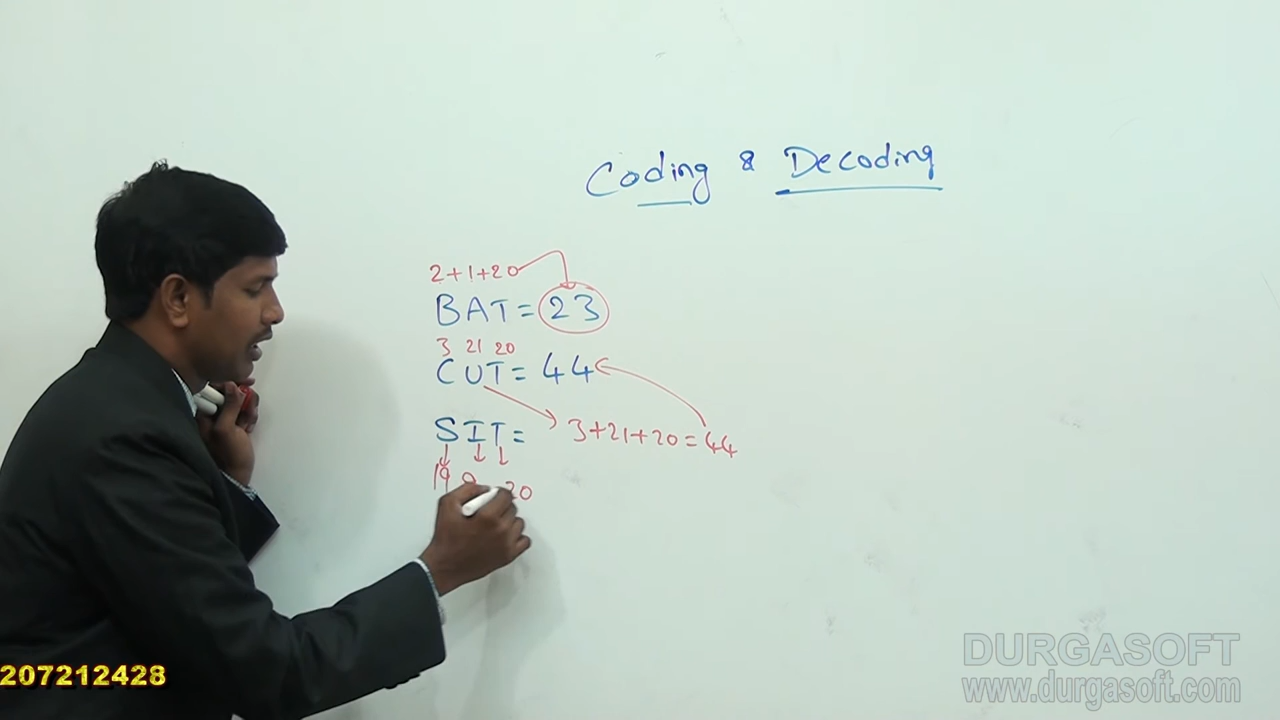 Coding & Decoding
2+1+20
BAT = 23
3 21 20
CUT = 44
SIT = 3+21+20=44
19 9 20
207212428
DURGASOFT
www.durgasoft.com